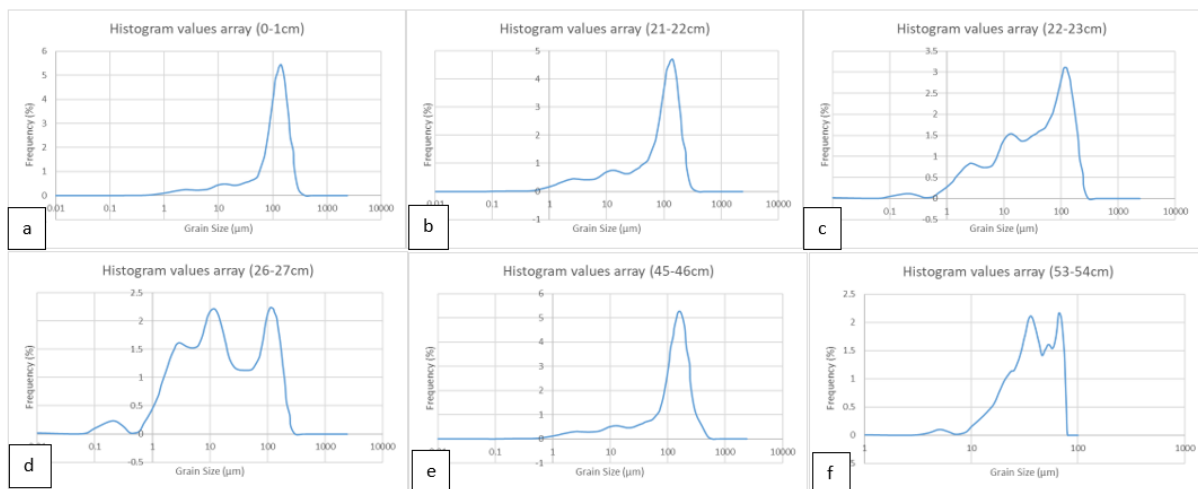 Histogram values array (0-1cm)
6
5
4
3
2
1
0
0.01 0.1 1 10 100 1000 10000
Frequency (%)
Grain Size (μm)
a
Histogram values array (21-22cm)
5
4
3
2
1
0
-1
0.1 1 10 100 1000 10000
Frequency (%)
Grain Size (μm)
b
Histogram values array (22-23cm)
3.5
3
2.5
2
1.5
1
0.5
0
-0.5
0.1 1 10 100 1000 10000
Frequency (%)
Grain Size (μm)
c
Histogram values array (26-27cm)
2.5
2
1.5
1
0.5
0
-0.5
0.1 1 10 100 1000 10000
Frequency (%)
Grain Size (μm)
d
Histogram values array (45-46cm)
6
5
4
3
2
1
0
-1
0.1 1 10 100 1000 10000
Frequency (%)
Grain Size (μm)
e
Histogram values array (53-54cm)
2.5
2
1.5
1
0.5
0
1 10 100 1000
Frequency (%)
Grain Size (μm)
f